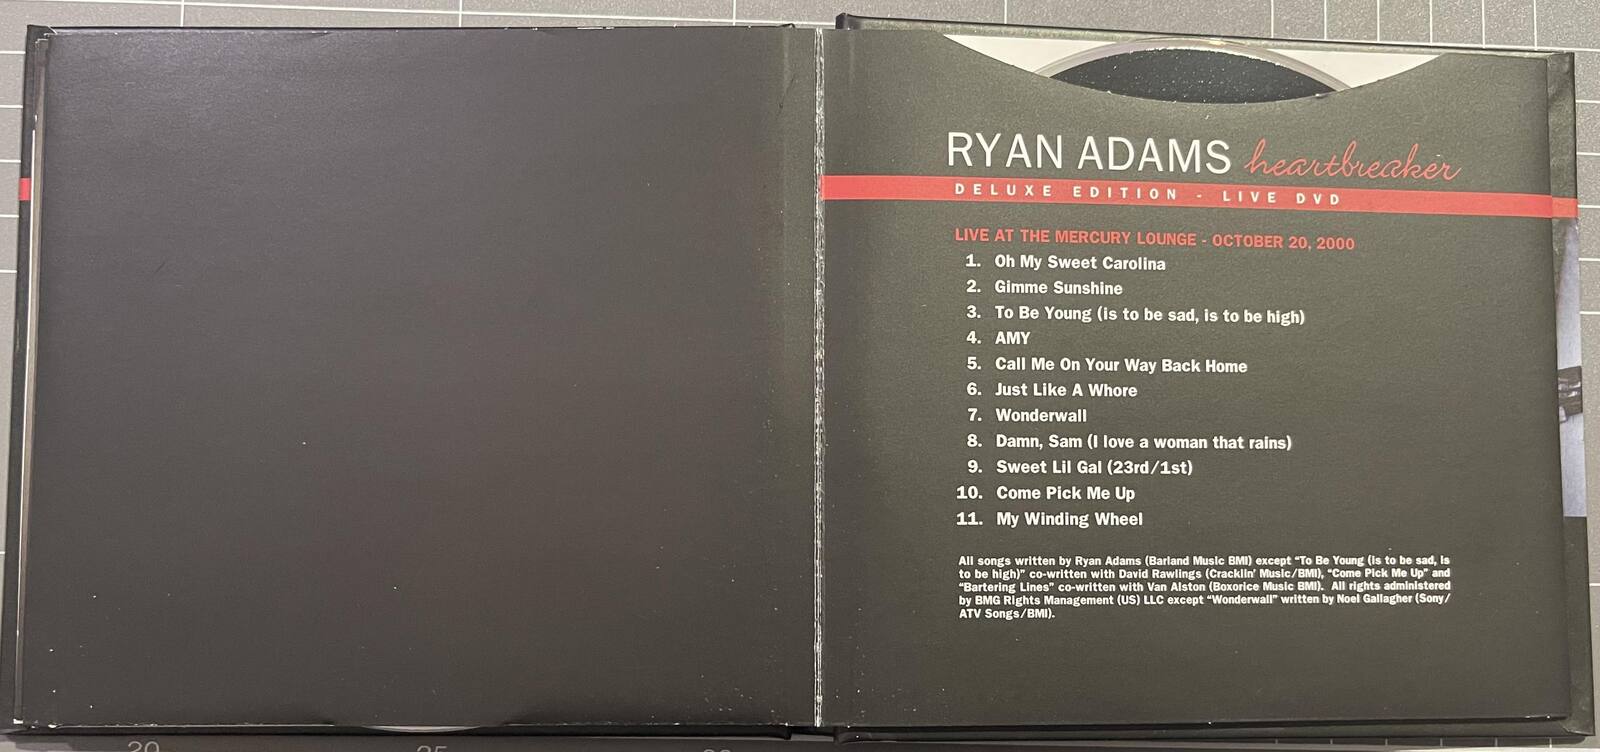 RYAN ADAMS heartbreaker
DELUXE EDITION - LIVE DVD
LIVE AT THE MERCURY LOUNGE - OCTOBER 20, 2000
1. Oh My Sweet Carolina
2. Gimme Sunshine
3. To Be Young (is to be sad, is to be high)
4. AMY
5. Call Me On Your Way Back Home
6. Just Like A Whore
7. Wonderwall
8. Damn, Sam (I love a woman that rains)
9. Sweet Lil Gal (23rd/1st)
10. Come Pick Me Up
11. My Winding Wheel
All songs written by Ryan Adams (Barland Music BMI) except “To Be Young (is to be sad, is
to be high)” co-written with David Rawlings (Cracklin’ Music/BMI), “Come Pick Me Up” and
“Bartering Lines” co-written with Van Alston (Boxorice Music BMI). All rights administered
by BMG Rights Management (US) LLC except “Wonderwall” written by Noel Gallagher (Sony/
ATV Songs/BMI).
20 25